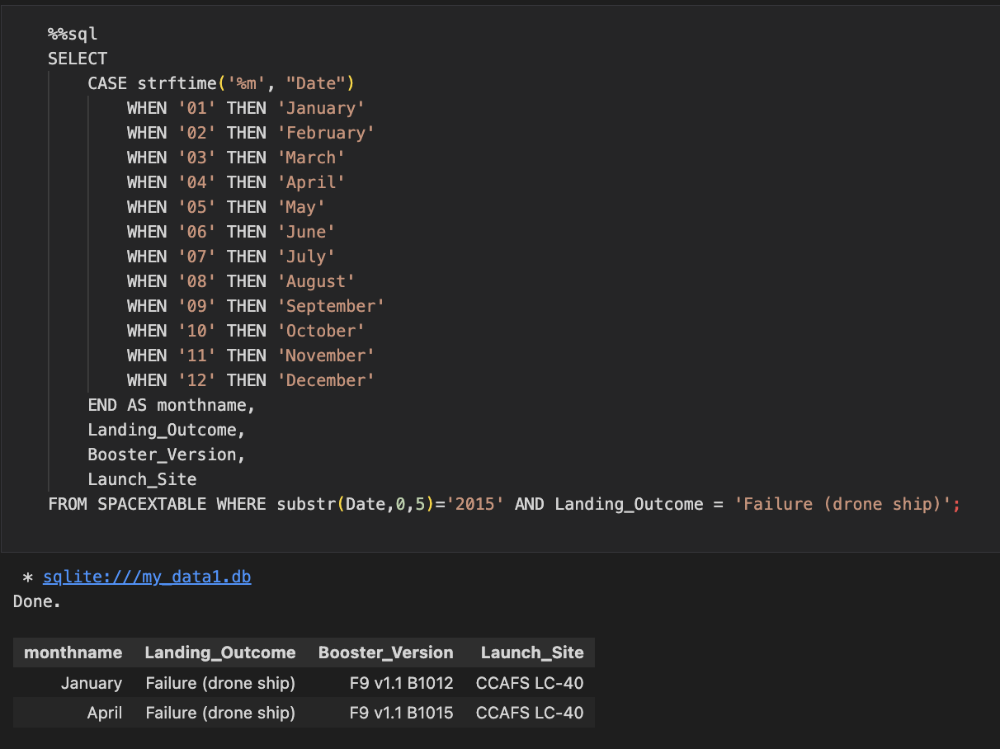 %%sql
SELECT
CASE strftime('%m', "Date")
WHEN '01' THEN 'January'
WHEN '02' THEN 'February'
WHEN '03' THEN 'March'
WHEN '04' THEN 'April'
WHEN '05' THEN 'May'
WHEN '06' THEN 'June'
WHEN '07' THEN 'July'
WHEN '08' THEN 'August'
WHEN '09' THEN 'September'
WHEN '10' THEN 'October'
WHEN '11' THEN 'November'
WHEN '12' THEN 'December'
END AS monthname,
Landing_Outcome,
Booster_Version,
Launch_Site
FROM SPACEXTABLE WHERE substr(Date,0,5)='2015' AND Landing_Outcome = 'Failure (drone ship)';
* sqlite:///my_data1.db
Done.
monthname Landing_Outcome Booster_Version Launch_Site
January Failure (drone ship) F9 v1.1 B1012 CCAFS LC-40
April Failure (drone ship) F9 v1.1 B1015 CCAFS LC-40